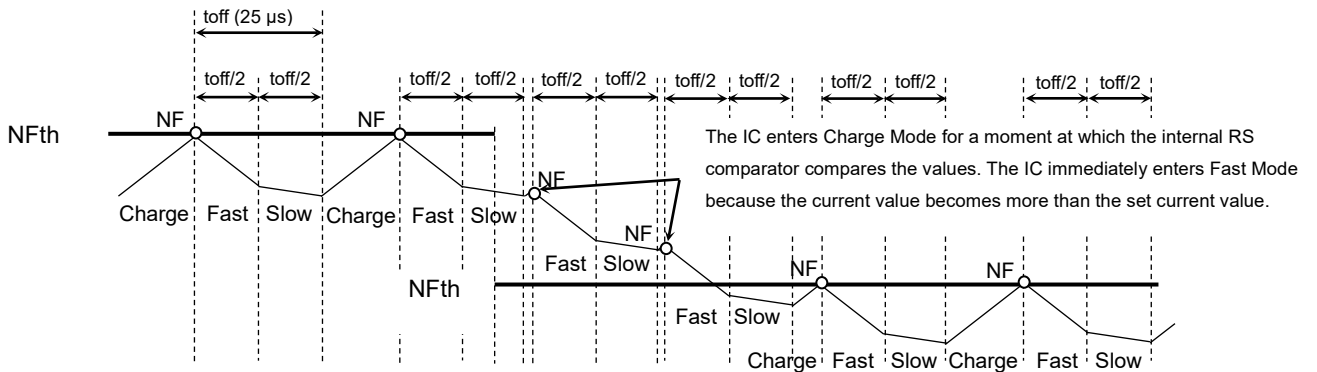 toff (25 µs)
toff/2 toff/2 toff/2 toff/2 toff/2 toff/2 toff/2 toff/2 toff/2 toff/2 toff/2 toff/2
NFth NF NF
The IC enters Charge Mode for a moment at which the internal RS
comparator compares the values. The IC immediately enters Fast Mode
because the current value becomes more than the set current value.
NF
Charge Fast Slow Charge Fast Slow
NF
Fast Slow
NF NF
NFth
Fast Slow
Charge Fast Slow Charge Fast Slow